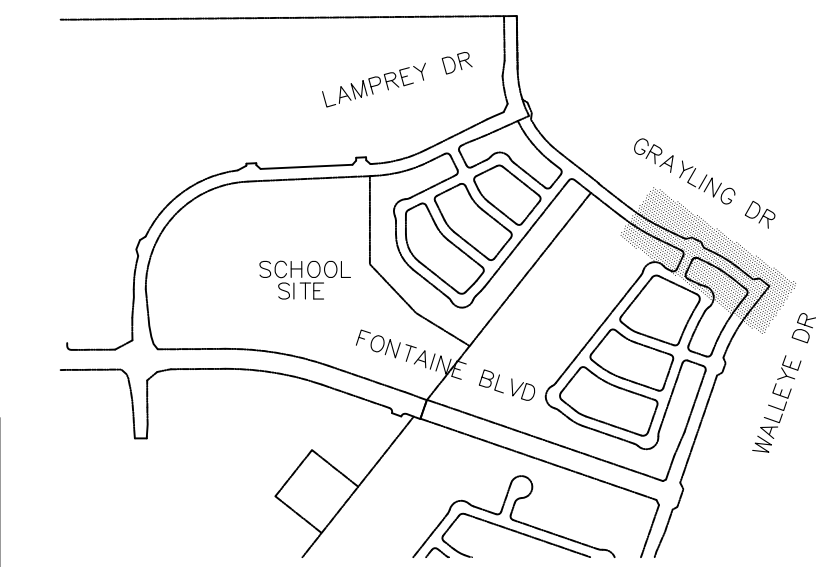 LAMPREY DR
GRAYLING DR
SCHOOL
SITE
FONTAINE BLVD
WALLEYE DR